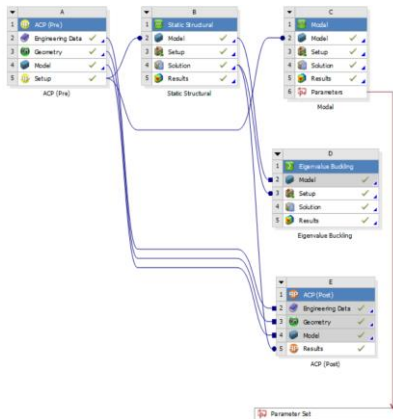 A
1 ACP (Pre)
2 Engineering Data
3 Geometry
4 Model
5 Setup
ACP (Pre)
B
1 Static Structural
2 Model
3 Setup
4 Solution
5 Results
Static Structural
C
1 Model
2 Model
3 Setup
4 Solution
5 Results
6 Parameters
Model
D
1 Eigenvalue Buckling
2 Model
3 Setup
4 Solution
5 Results
Eigenvalue Buckling
E
1 ACP (Post)
2 Engineering Data
3 Geometry
4 Model
5 Results
ACP (Post)
Parameter Set